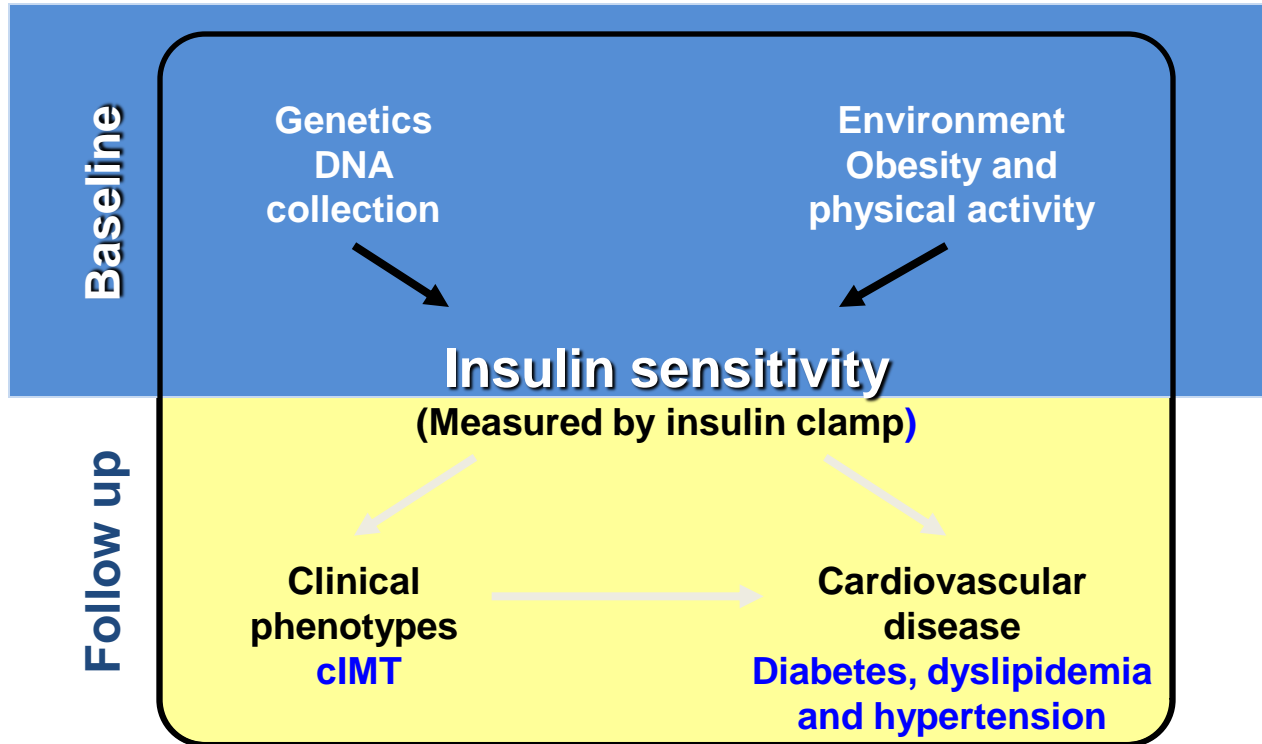 Baseline
Genetics
DNA
collection
Environment
Obesity and
physical activity
Insulin sensitivity
(Measured by insulin clamp)
Follow up
Clinical
phenotypes
cIMT
Cardiovascular
disease
Diabetes, dyslipidemia
and hypertension